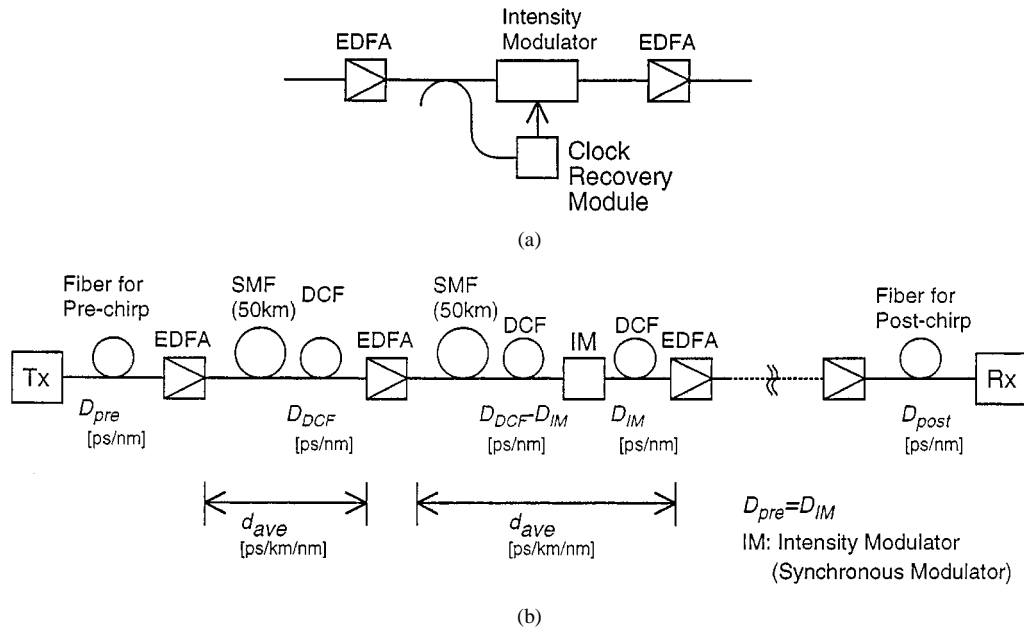 EDFA
Intensity
Modulator
EDFA
Clock
Recovery
Module
(a)
Fiber for
Pre-chirp
SMF
(50km)
DCF
SMF
(50km)
DCF
IM
DCF
Fiber for
Post-chirp
EDFA
EDFA
EDFA
Tx
Rx
D_pre
[ps/nm]
D_DCF
[ps/nm]
D_DCF-D_IM
[ps/nm]
D_IM
[ps/nm]
D_post
[ps/nm]
d_ave
[ps/km/nm]
d_ave
[ps/km/nm]
D_pre=D_IM
IM: Intensity Modulator
(Synchronous Modulator)
(b)